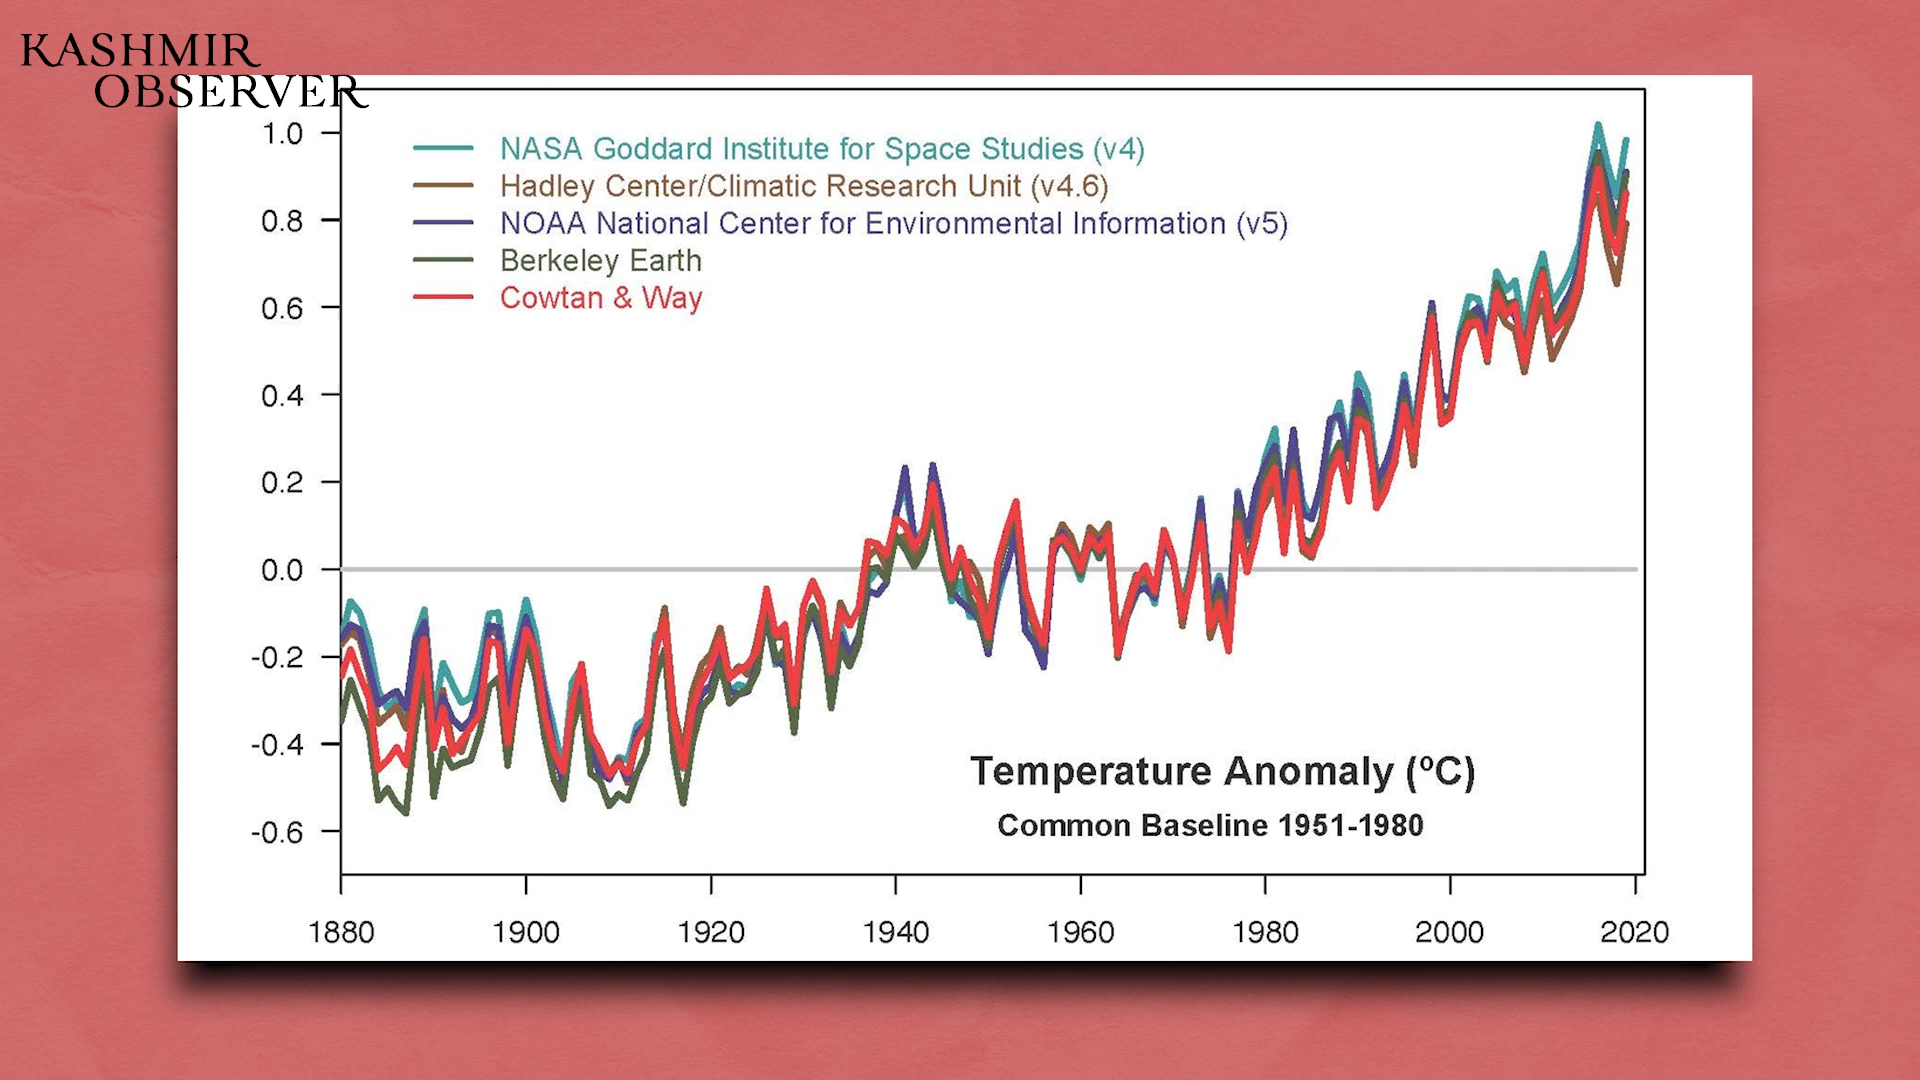 KASHMIR
OBSERVER
NASA Goddard Institute for Space Studies (v4)
Hadley Center/Climatic Research Unit (v4.6)
NOAA National Center for Environmental Information (v5)
Berkeley Earth
Cowtan & Way
1.0
0.8
0.6
0.4
0.2
0.0
-0.2
-0.4
-0.6
Temperature Anomaly (ºC)
Common Baseline 1951-1980
1880 1900 1920 1940 1960 1980 2000 2020